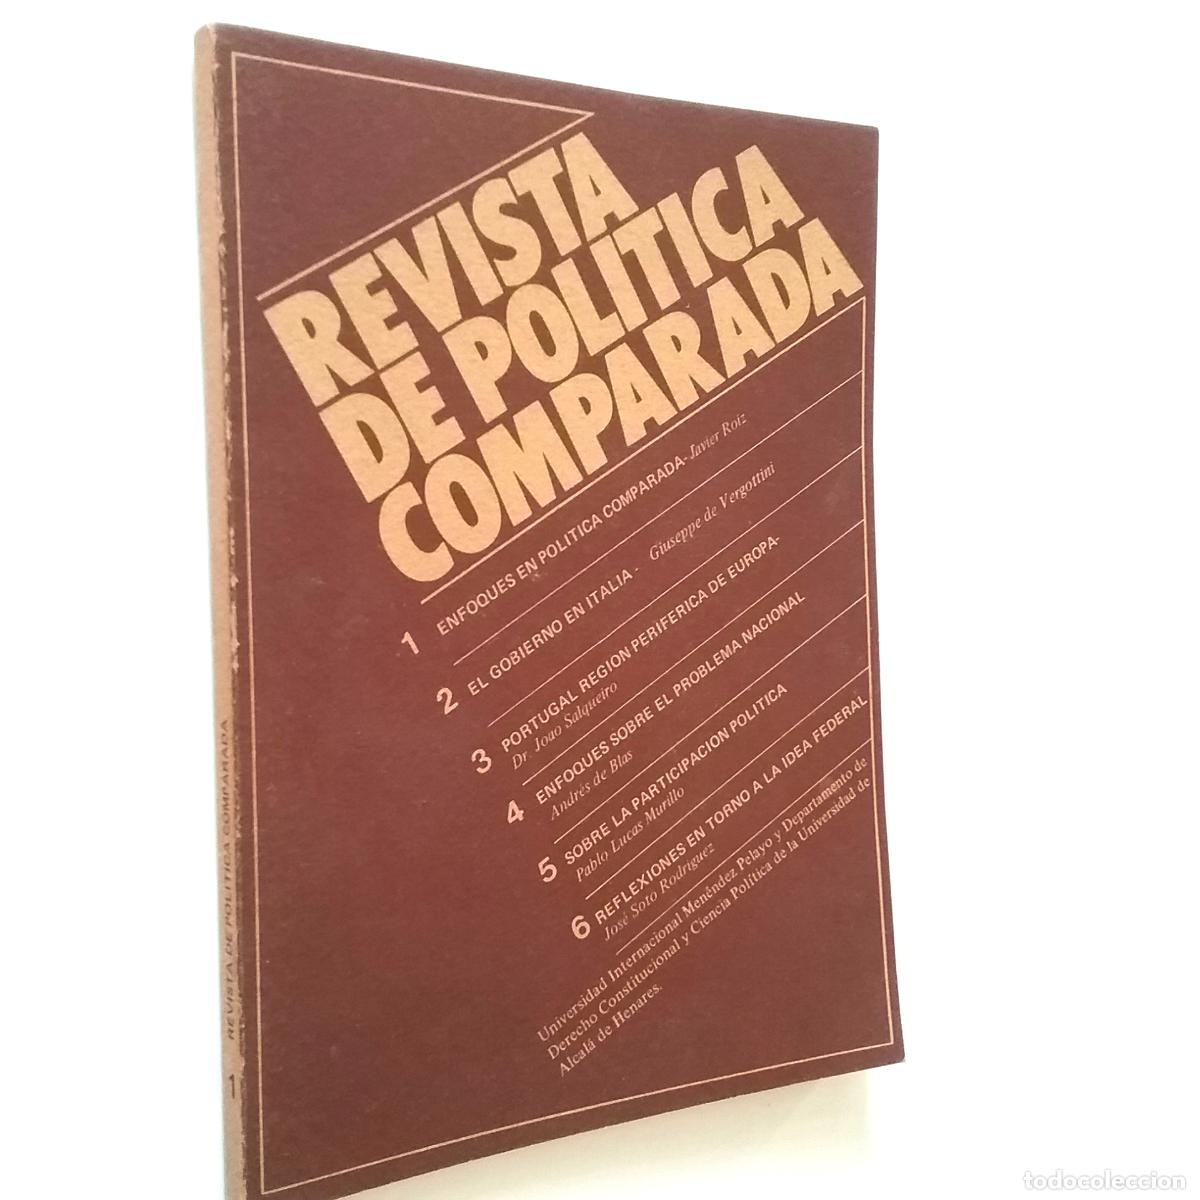 REVISTA
DE POLITICA
COMPARADA
1 ENFOQUES EN POLITICA COMPARADA- Javier Roiz
2 EL GOBIERNO EN ITALIA - Giuseppe de Vergottini
3 PORTUGAL REGION PERIFERICA DE EUROPA-
Dr. Joao Salqueiro
4 ENFOQUES SOBRE EL PROBLEMA NACIONAL
Andrés de Blas
5 SOBRE LA PARTICIPACION POLITICA
Pablo Lucas Murillo
6 REFLEXIONES EN TORNO A LA IDEA FEDERAL
José Soto Rodríguez
Universidad Internacional Menéndez Pelayo y Departamento de
Derecho Constitucional y Ciencia Política de la Universidad de
Alcalá de Henares.
1 REVISTA DE POLITICA COMPARADA
todocoleccion